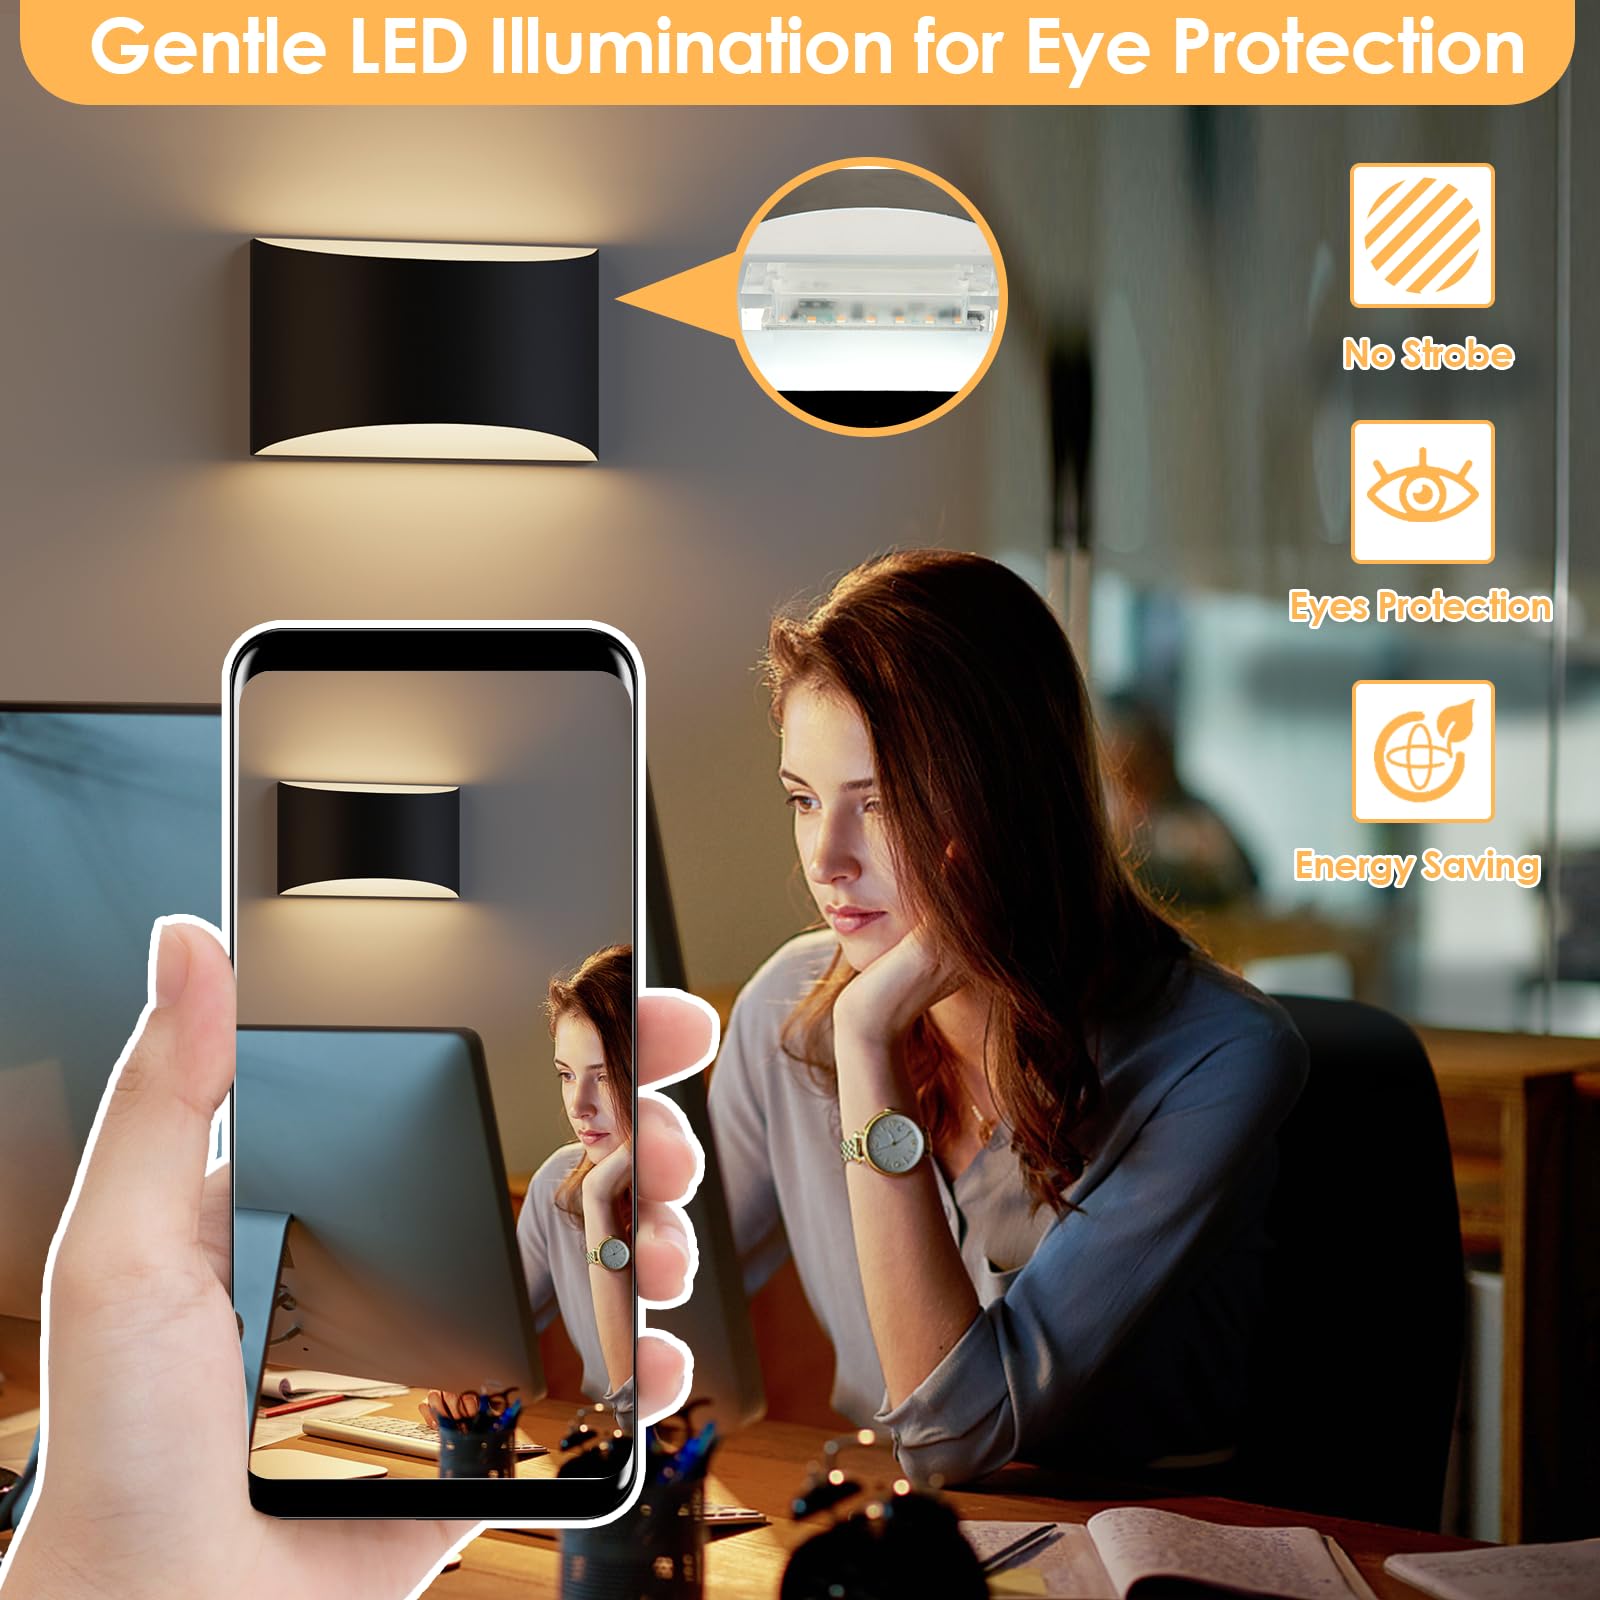 Gentle LED Illumination for Eye Protection
No Strobe
Eyes Protection
Energy Saving